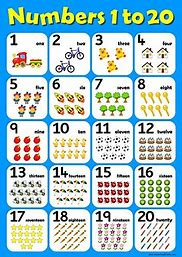 Numbers 1 to 20
1 one
2 two
3 three
4 four
5 five
6 six
7 seven
8 eight
9 nine
10 ten
11 eleven
12 twelve
13 thirteen
14 fourteen
15 fifteen
16 sixteen
17 seventeen
18 eighteen
19 nineteen
20 twenty